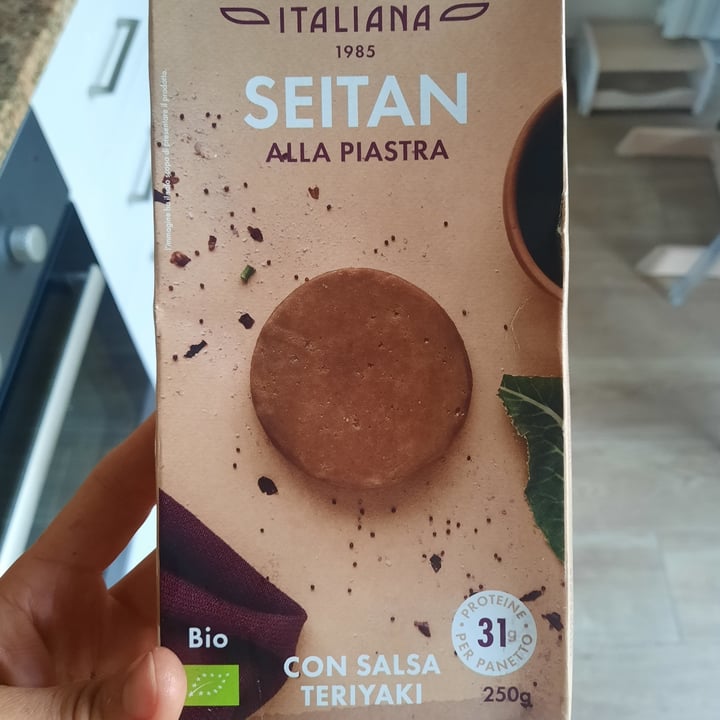 ITALIANA
1985
SEITAN
ALLA PIASTRA
Bio
CON SALSA
TERIYAKI
PROTEINE
31g
PER PANETTO
250g